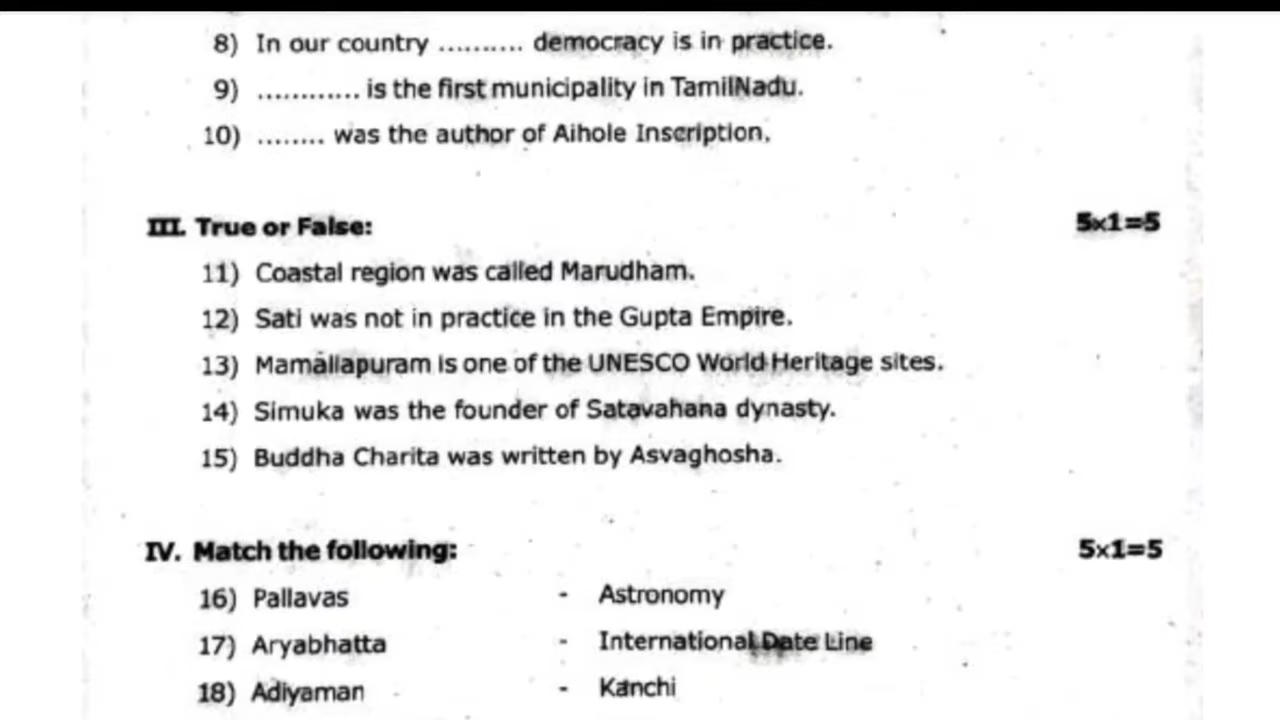 8) In our country .......... democracy is in practice.
9) ............ is the first municipality in TamilNadu.
10) ........ was the author of Aihole Inscription.
III. True or False: 5×1=5
11) Coastal region was called Marudham.
12) Sati was not in practice in the Gupta Empire.
13) Mamallapuram is one of the UNESCO World Heritage sites.
14) Simuka was the founder of Satavahana dynasty.
15) Buddha Charita was written by Asvaghosha.
IV. Match the following: 5×1=5
16) Pallavas - Astronomy
17) Aryabhatta - International Date Line
18) Adiyaman - Kanchi